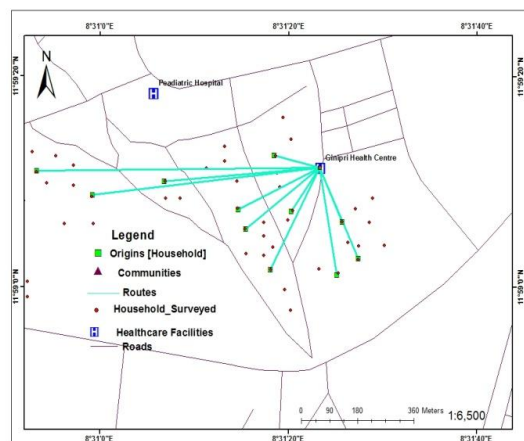 8°31'0"E 8°31'20"E 8°31'40"E
11°59'20"N 11°59'20"N
N
Peadiatric Hospital
Ginipri Health Centre
Legend
Origins [Household]
Communities
Routes
Household_Surveyed
Healthcare Facilities
Roads
11°59'0"N 11°59'0"N
0 90 180 360 Meters
1:6,500
8°31'0"E 8°31'20"E 8°31'40"E